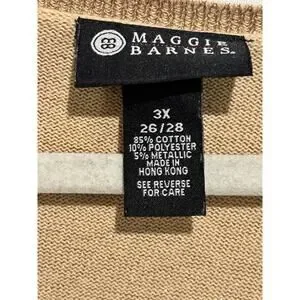 MAGGIE
BARNES.
3X
26/28
85% COTTON
10% POLYESTER
5% METALLIC
MADE IN
HONG KONG
SEE REVERSE
FOR CARE